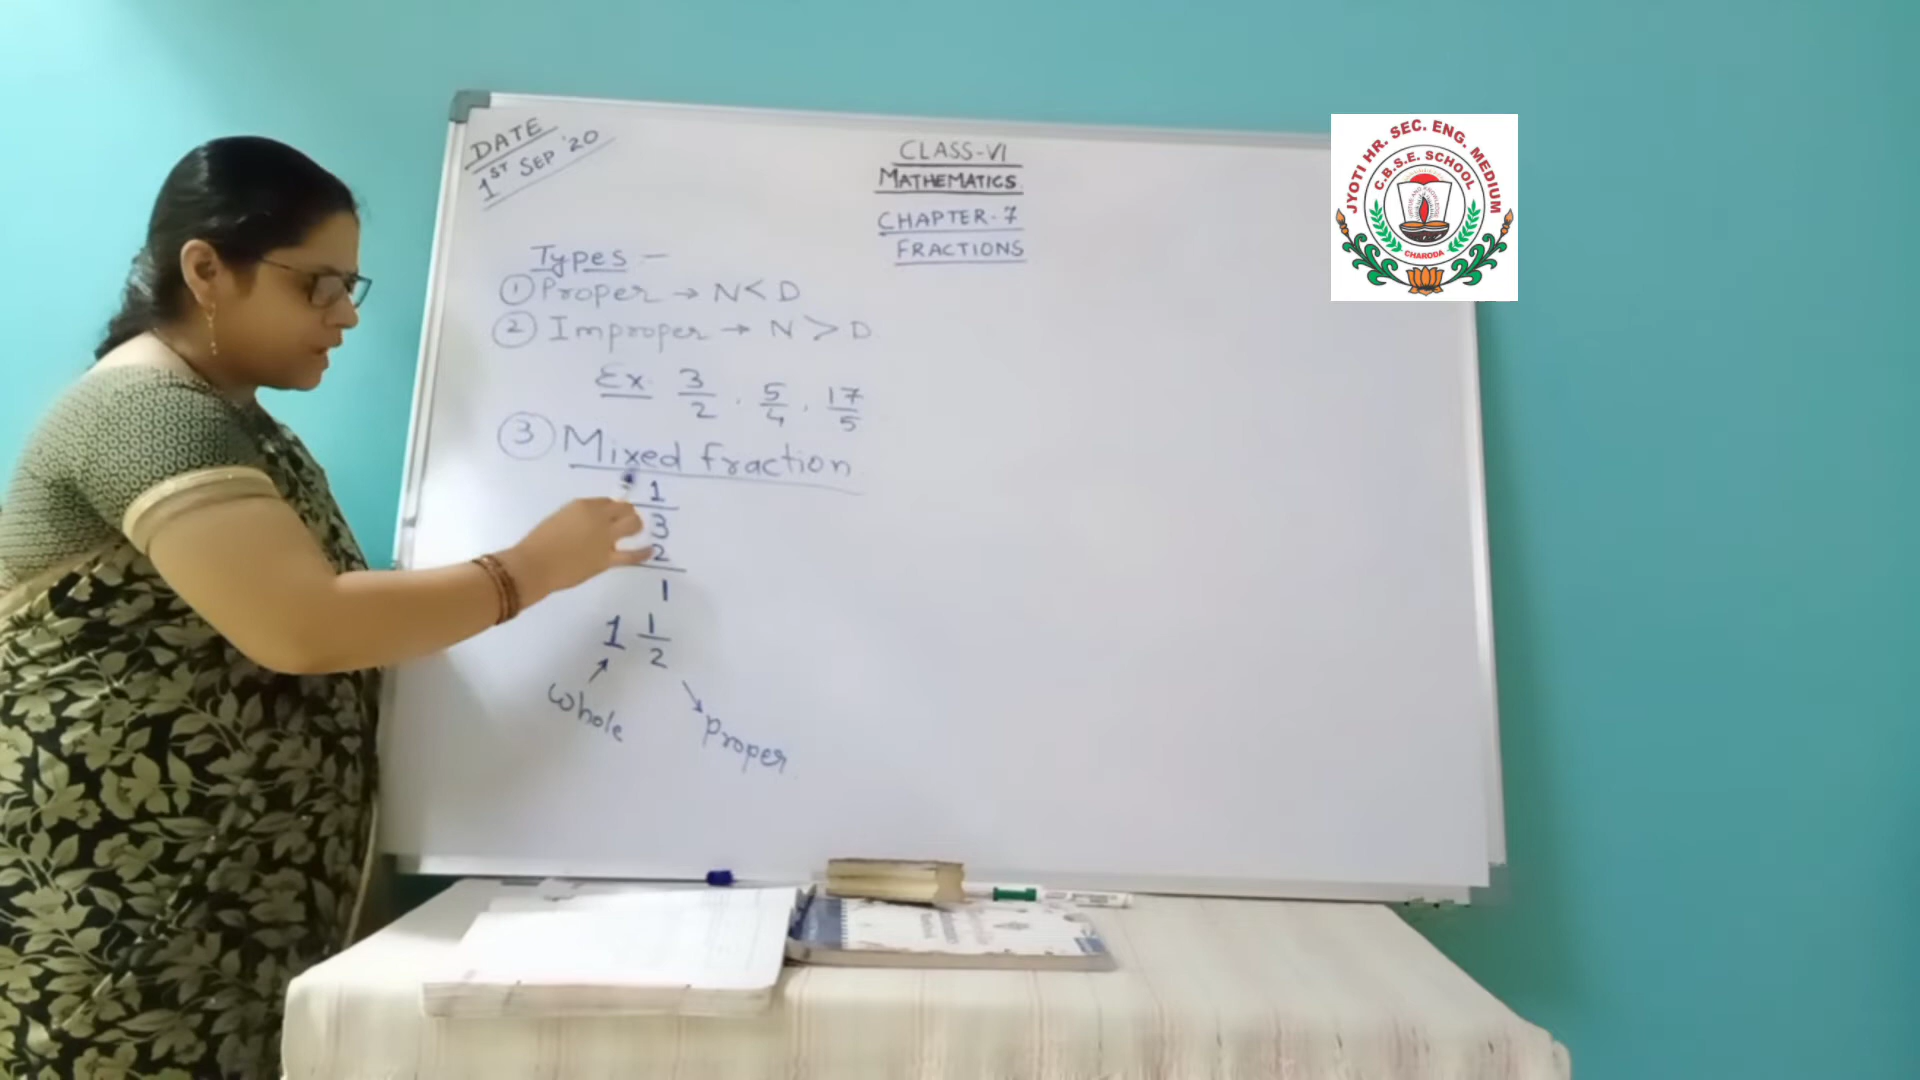 DATE
1ST SEP '20
CLASS-VI
MATHEMATICS
CHAPTER-7
FRACTIONS
Types -
① Proper → N < D
② Improper → N > D
Ex. 3/2, 5/4, 17/5
③ Mixed fraction
1
3
2
1
1 1/2
whole
proper
JYOTI HR. SEC. ENG. MEDIUM
C.B.S.E. SCHOOL
CHARODA